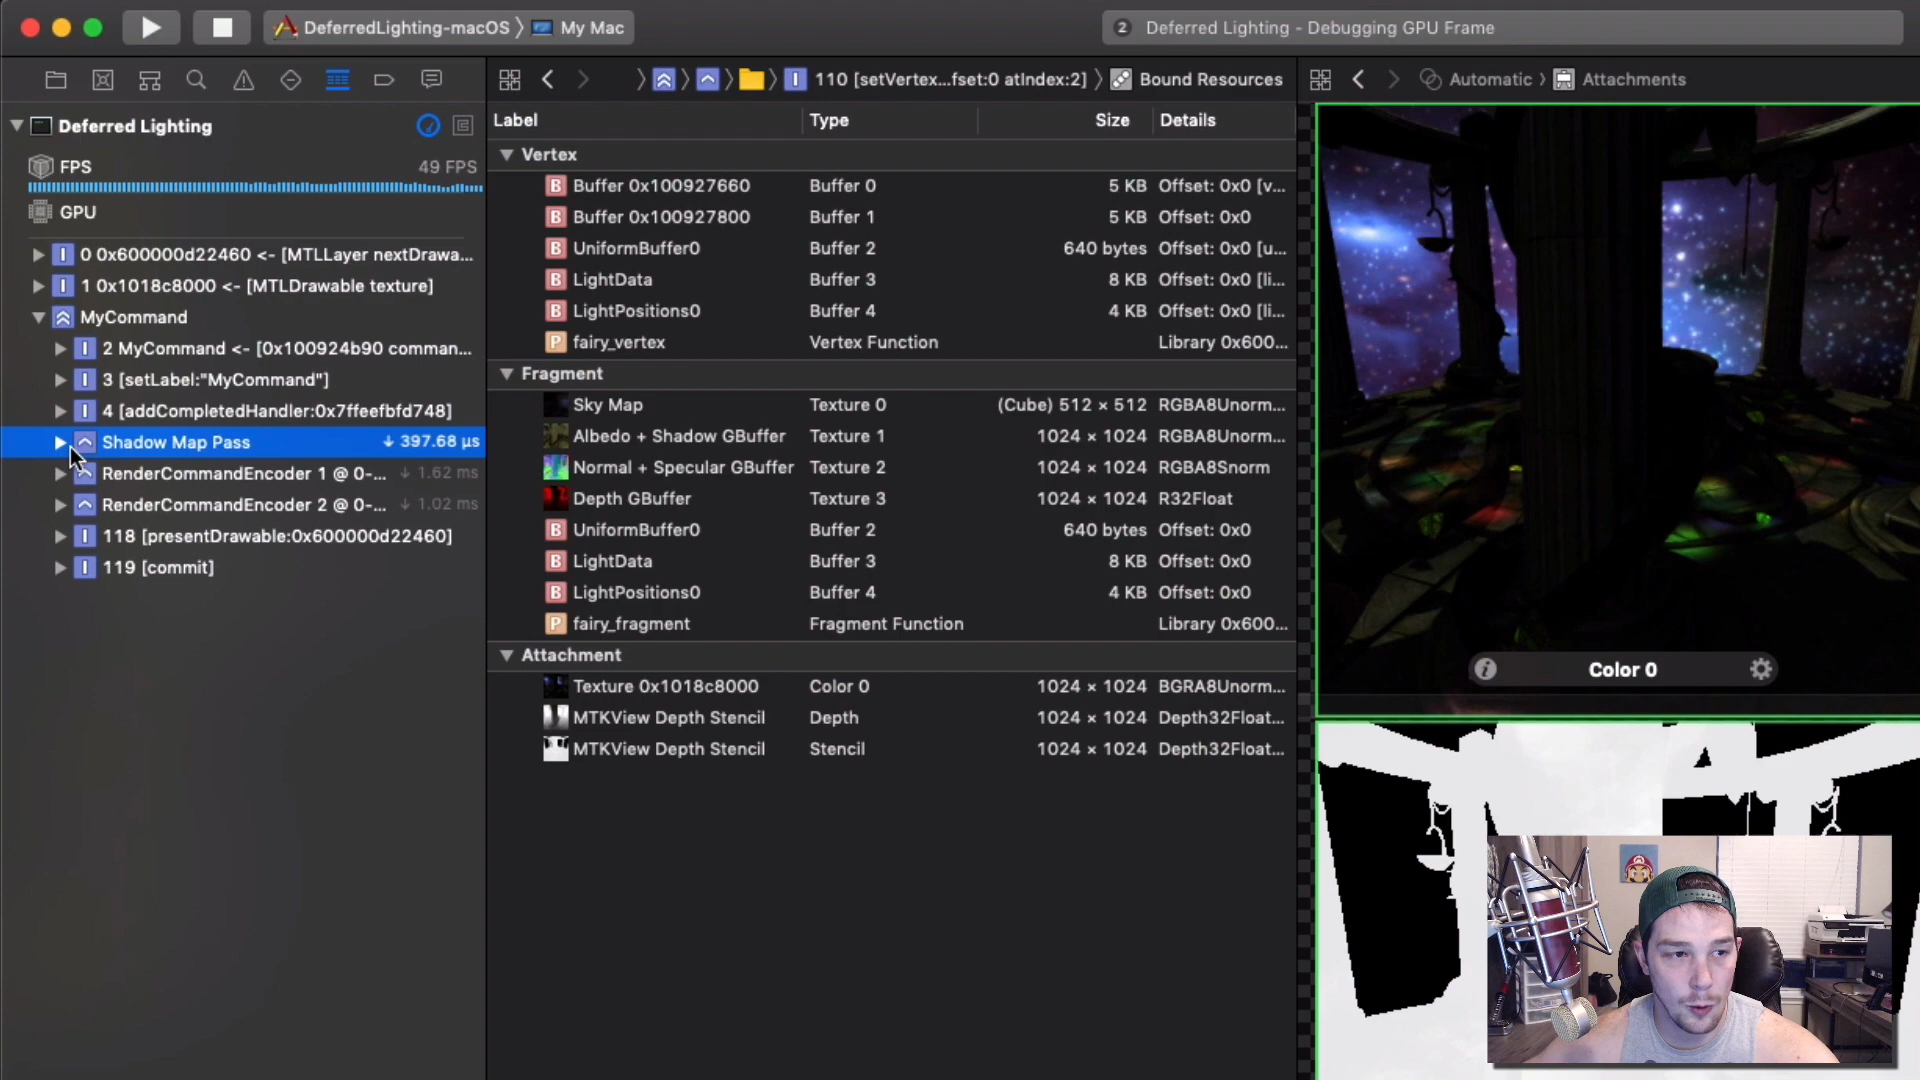 DeferredLighting-macOS 〉 My Mac
2 Deferred Lighting - Debugging GPU Frame
110 [setVertex...fset:0 atIndex:2] 〉 Bound Resources
Automatic 〉 Attachments
Deferred Lighting
FPS 49 FPS
GPU
0 0x600000d22460 <- [MTLLayer nextDrawa...
1 0x1018c8000 <- [MTLDrawable texture]
MyCommand
2 MyCommand <- [0x100924b90 comman...
3 [setLabel:"MyCommand"]
4 [addCompletedHandler:0x7ffeefbfd748]
Shadow Map Pass ↓ 397.68 µs
RenderCommandEncoder 1 @ 0-... ↓ 1.62 ms
RenderCommandEncoder 2 @ 0-... ↓ 1.02 ms
118 [presentDrawable:0x600000d22460]
119 [commit]
Label Type Size Details
Vertex
B Buffer 0x100927660 Buffer 0 5 KB Offset: 0x0 [v...
B Buffer 0x100927800 Buffer 1 5 KB Offset: 0x0
B UniformBuffer0 Buffer 2 640 bytes Offset: 0x0 [u...
B LightData Buffer 3 8 KB Offset: 0x0 [li...
B LightPositions0 Buffer 4 4 KB Offset: 0x0 [li...
P fairy_vertex Vertex Function Library 0x600...
Fragment
Sky Map Texture 0 (Cube) 512 × 512 RGBA8Unorm...
Albedo + Shadow GBuffer Texture 1 1024 × 1024 RGBA8Unorm...
Normal + Specular GBuffer Texture 2 1024 × 1024 RGBA8Snorm
Depth GBuffer Texture 3 1024 × 1024 R32Float
B UniformBuffer0 Buffer 2 640 bytes Offset: 0x0
B LightData Buffer 3 8 KB Offset: 0x0
B LightPositions0 Buffer 4 4 KB Offset: 0x0
P fairy_fragment Fragment Function Library 0x600...
Attachment
Texture 0x1018c8000 Color 0 1024 × 1024 BGRA8Unorm...
MTKView Depth Stencil Depth 1024 × 1024 Depth32Float...
MTKView Depth Stencil Stencil 1024 × 1024 Depth32Float...
Color 0